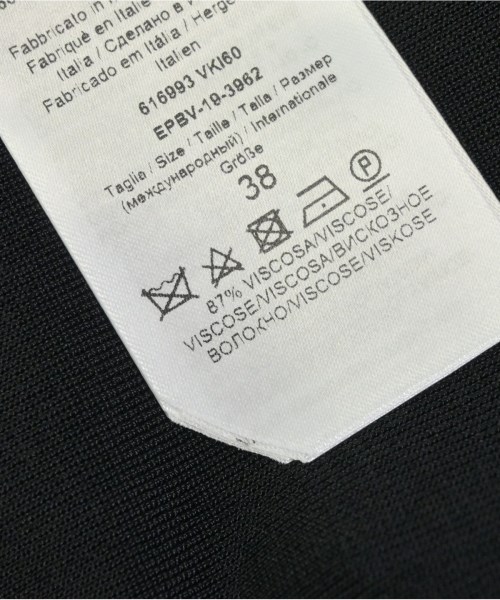 Fabbricato in
Fabriqué en Italie
Italia / Сделано в
Fabricado em Itália / Herge
Italien
616993 VKI60
EPBV-19-3962
Taglia / Size / Taille / Talla / Размер
(международный) / Internationale
Größe
38
P
87% VISCOSA/VISCOSE/
VISCOSE/VISCOSA/ВИСКОЗНОЕ
ВОЛОКНО/VISCOSE/VISKOSE